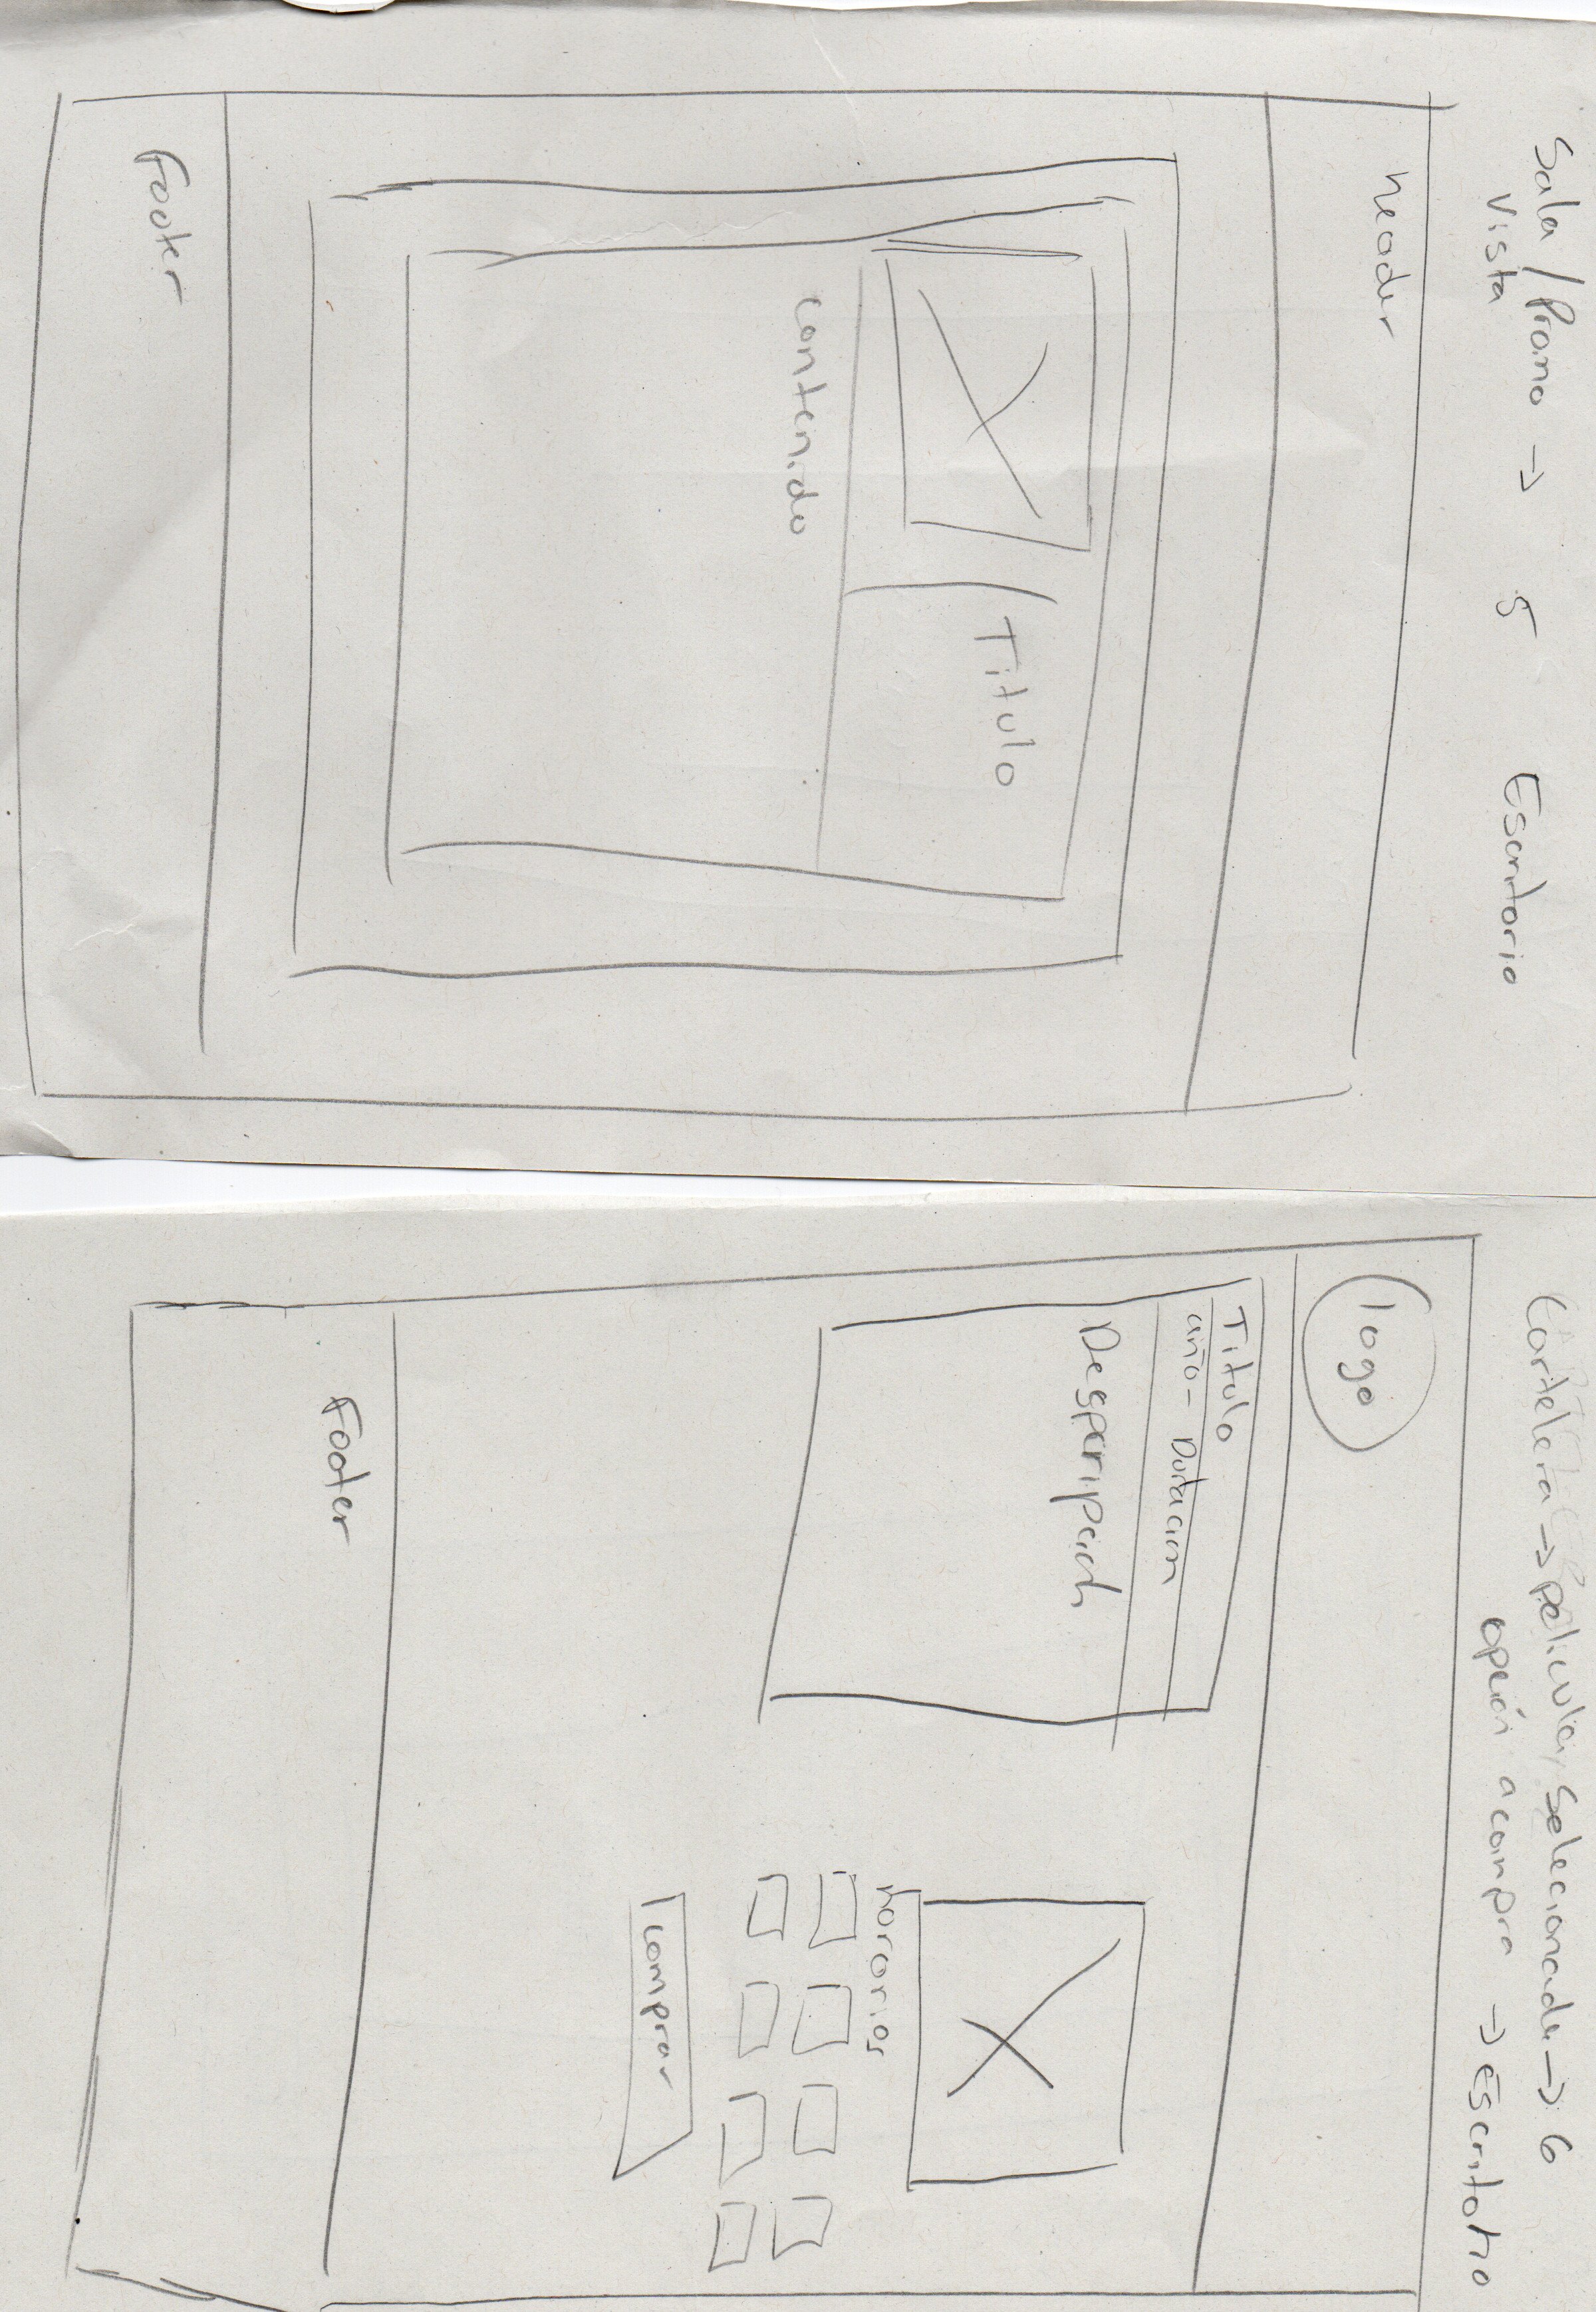 Sala / Promo → 5 Escritorio
Vista
header
Titulo
contenido
Footer
Cartelera → pelicula Selecionada → 6
opción a compra → Escritorio
logo
Titulo
año - Duracion
horarios
comprar
Footer